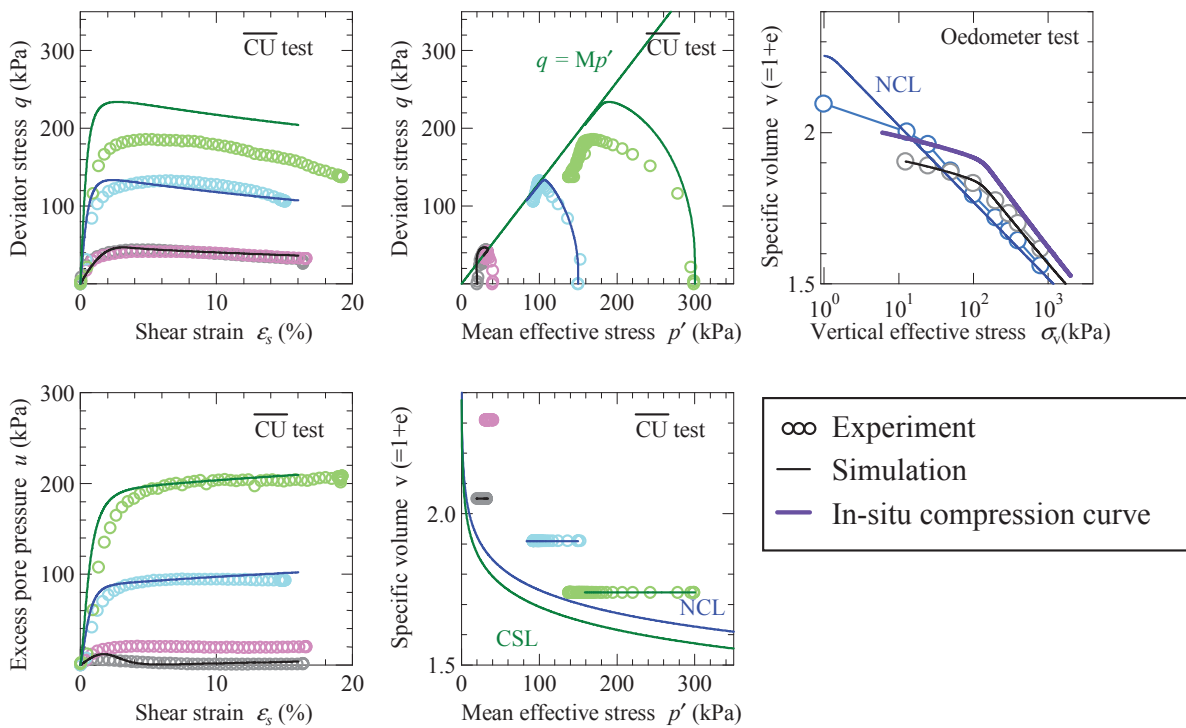 300
200
100
0
0
10
20
Deviator stress q (kPa)
Shear strain εs (%)
CU test
300
200
100
0
0
100
200
300
Deviator stress q (kPa)
Mean effective stress p′ (kPa)
q = Mp′
CU test
2
1.5
10⁰
10¹
10²
10³
Specific volume v (=1+e)
Vertical effective stress σv(kPa)
Oedometer test
NCL
300
200
100
0
0
10
20
Excess pore pressure u (kPa)
Shear strain εs (%)
CU test
2.0
1.5
0
100
200
300
Specific volume v (=1+e)
Mean effective stress p′ (kPa)
CU test
NCL
CSL
Experiment
Simulation
In-situ compression curve